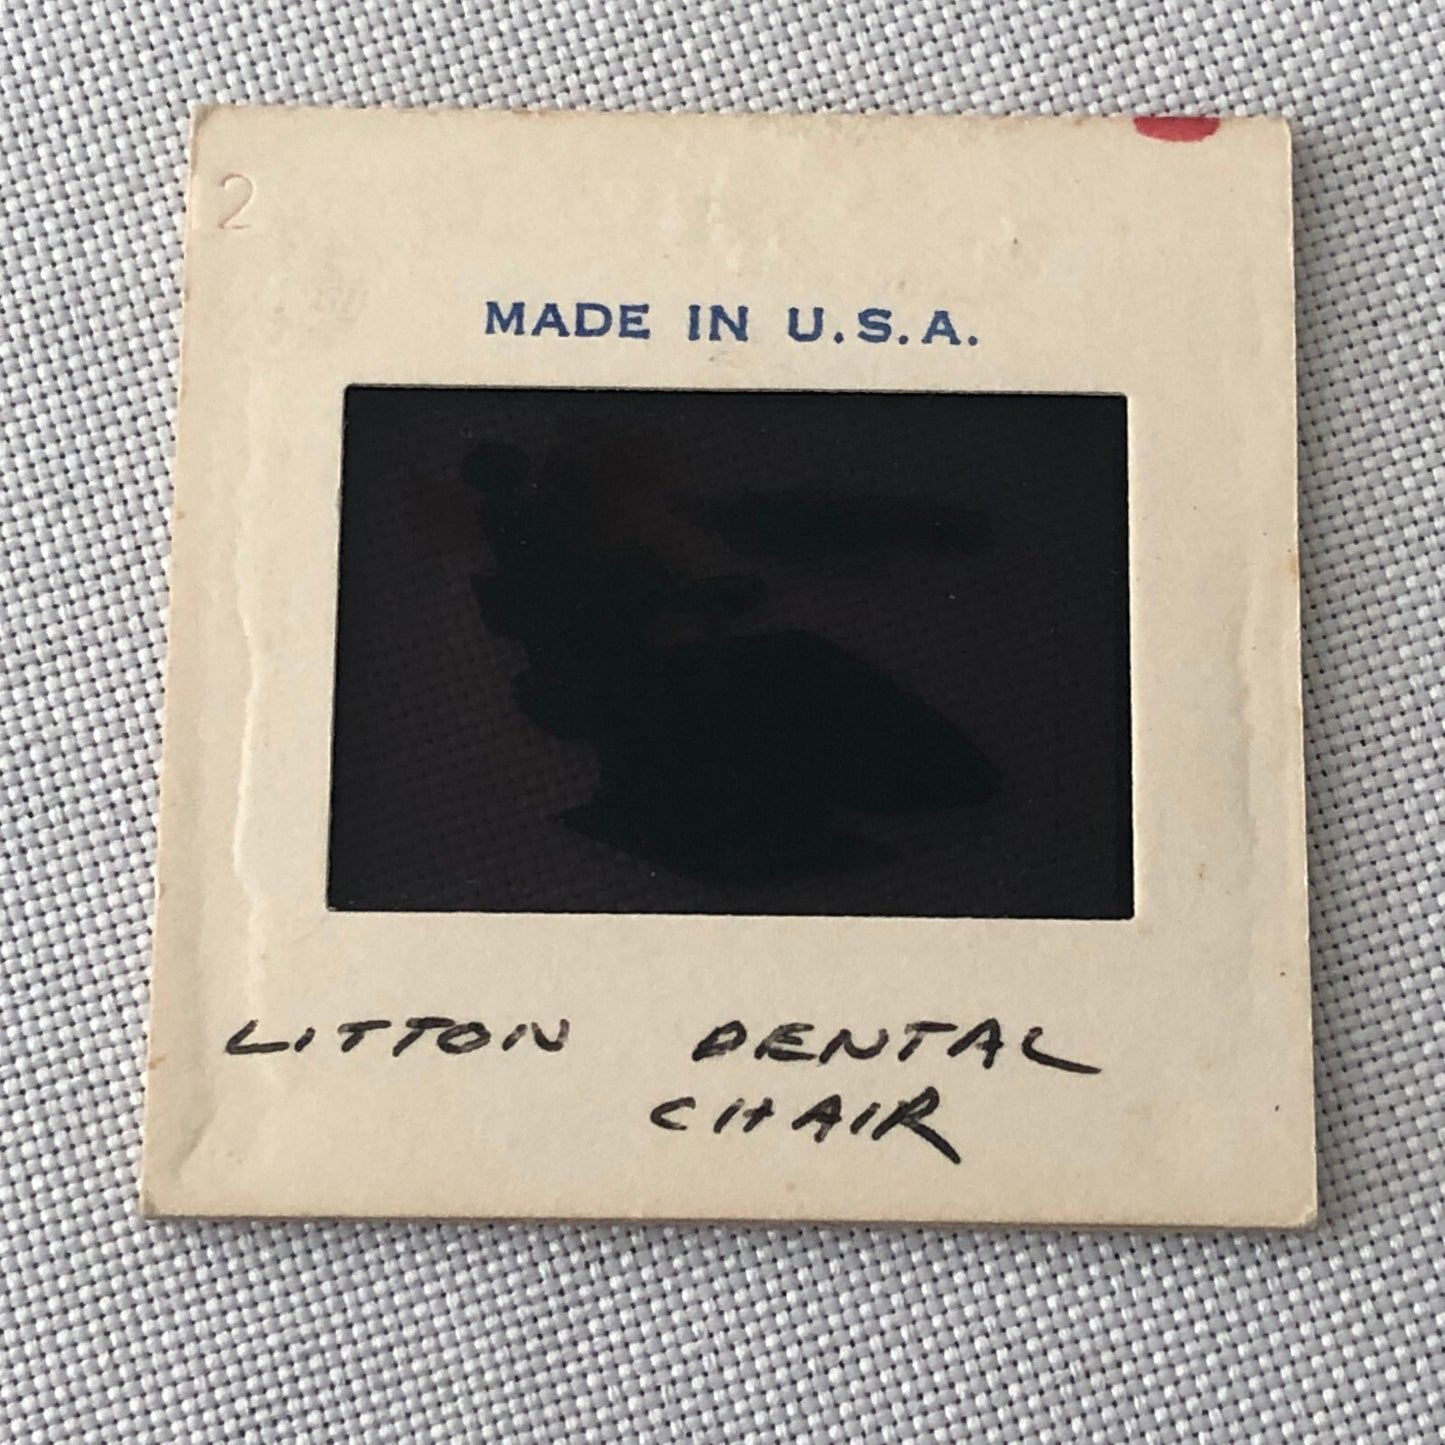 2
MADE IN U.S.A.
LITTON DENTAL
CHAIR